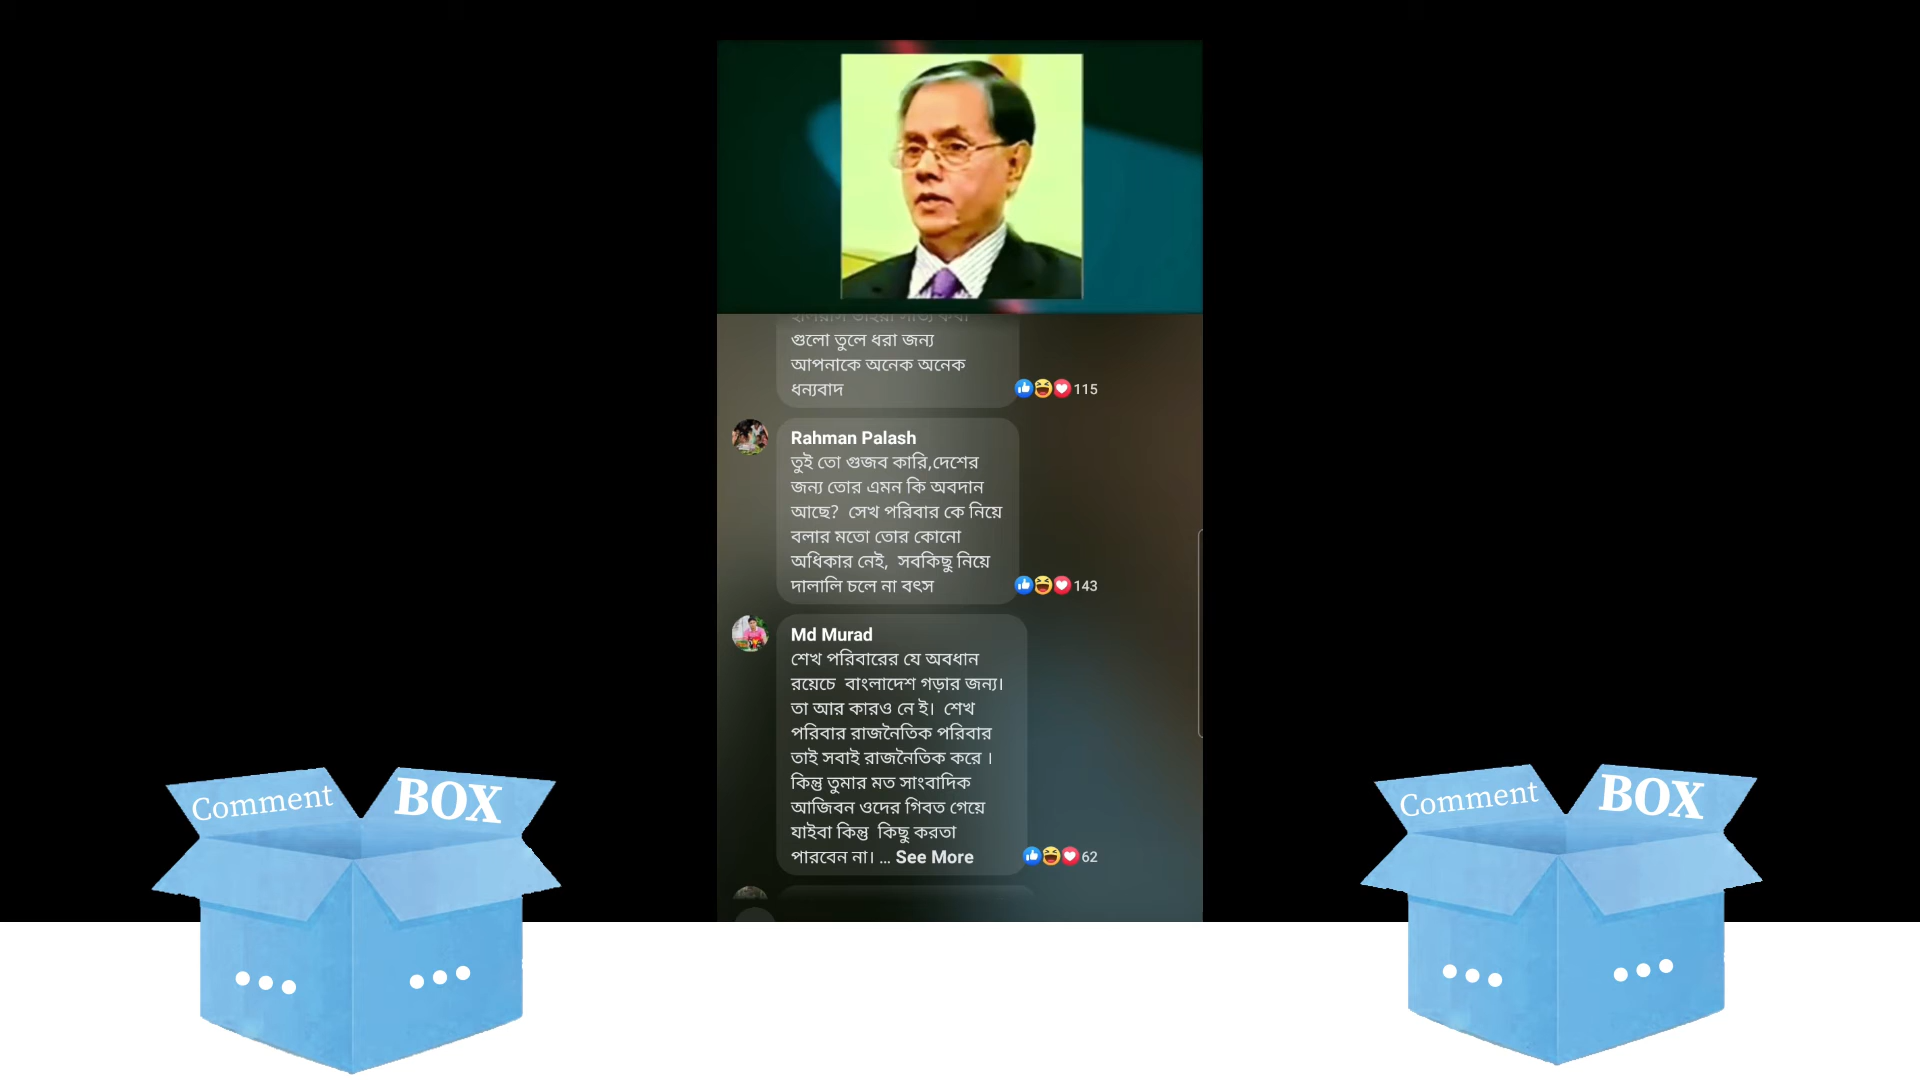 গুলো তুলে ধরা জন্য
আপনাকে অনেক অনেক
ধন্যবাদ
115
Rahman Palash
তুই তো গুজব কারি,দেশের
জন্য তোর এমন কি অবদান
আছে? সেখ পরিবার কে নিয়ে
বলার মতো তোর কোনো
অধিকার নেই, সবকিছু নিয়ে
দালালি চলে না বৎস
143
Md Murad
শেখ পরিবারের যে অবধান
রয়েচে বাংলাদেশ গড়ার জন্য।
তা আর কারও নে ই। শেখ
পরিবার রাজনৈতিক পরিবার
তাই সবাই রাজনৈতিক করে ।
কিন্তু তুমার মত সাংবাদিক
আজিবন ওদের গিবত গেয়ে
যাইবা কিন্তু কিছু করতা
পারবেন না। ... See More
62
Comment BOX
Comment BOX